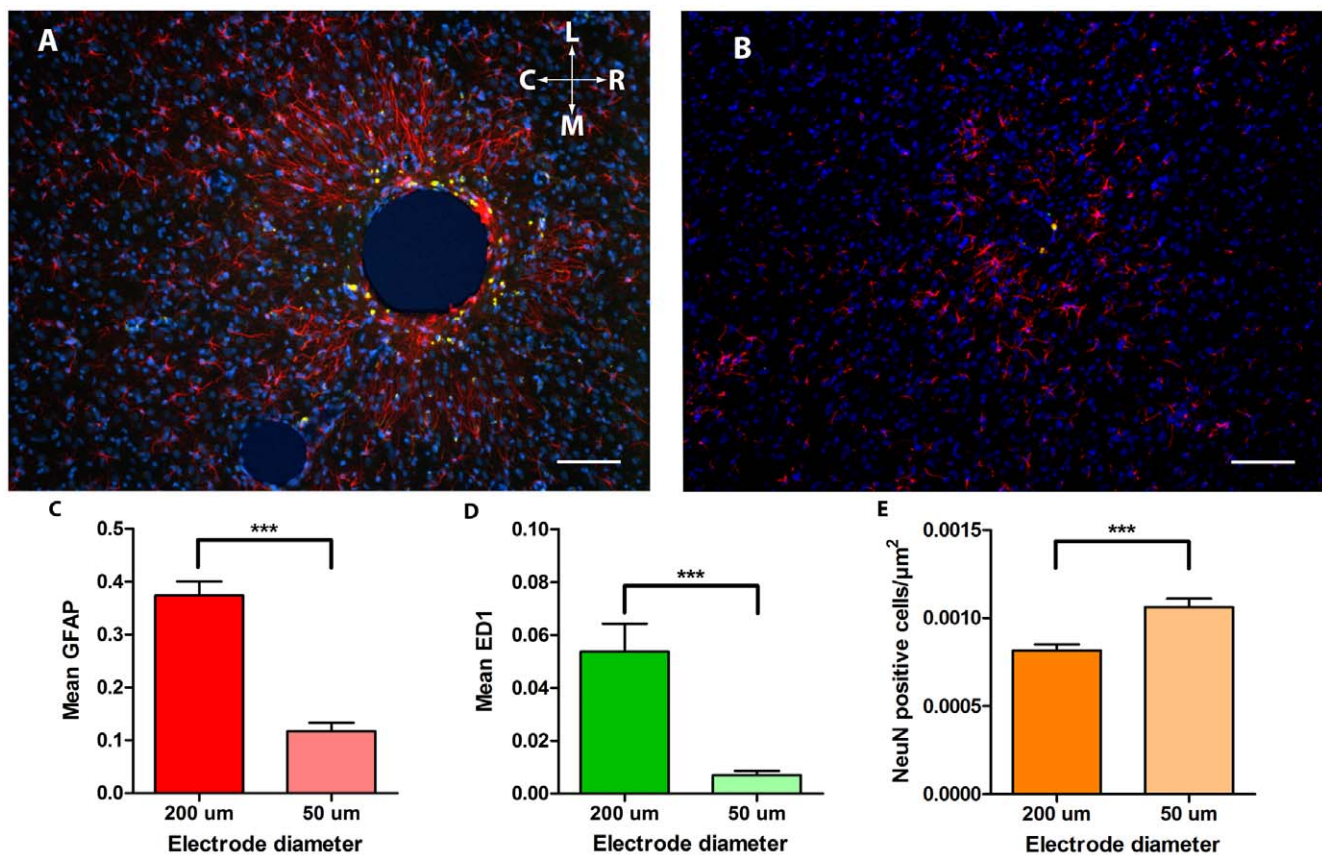 A
L
C R
M
B
C
Mean GFAP
0.5
0.4
0.3
0.2
0.1
0.0
***
200 um 50 um
Electrode diameter
D
Mean ED1
0.10
0.08
0.06
0.04
0.02
0.00
***
200 um 50 um
Electrode diameter
E
NeuN positive cells/µm²
0.0015
0.0010
0.0005
0.0000
***
200 um 50 um
Electrode diameter